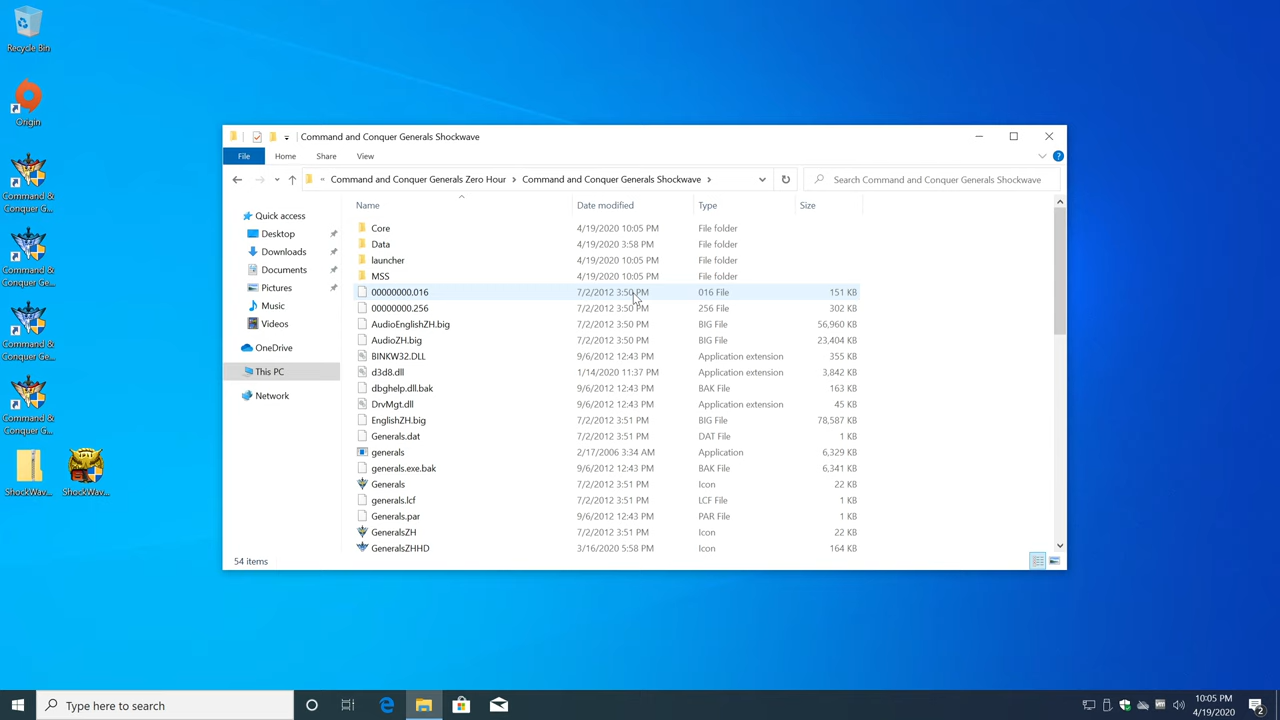 Recycle Bin
Origin
Command &
Conquer G...
Command &
Conquer Ge...
Command &
Conquer Ge...
Command &
Conquer Ge...
ShockWav...
ShockWav...
Command and Conquer Generals Shockwave
File Home Share View
« Command and Conquer Generals Zero Hour > Command and Conquer Generals Shockwave >
Search Command and Conquer Generals Shockwave
Quick access
Desktop
Downloads
Documents
Pictures
Music
Videos
OneDrive
This PC
Network
Name Date modified Type Size
Core 4/19/2020 10:05 PM File folder
Data 4/19/2020 3:58 PM File folder
launcher 4/19/2020 10:05 PM File folder
MSS 4/19/2020 10:05 PM File folder
00000000.016 7/2/2012 3:50 PM 016 File 151 KB
00000000.256 7/2/2012 3:50 PM 256 File 302 KB
AudioEnglishZH.big 7/2/2012 3:50 PM BIG File 56,960 KB
AudioZH.big 7/2/2012 3:50 PM BIG File 23,404 KB
BINKW32.DLL 9/6/2012 12:43 PM Application extension 355 KB
d3d8.dll 1/14/2020 11:37 PM Application extension 3,842 KB
dbghelp.dll.bak 9/6/2012 12:43 PM BAK File 163 KB
DrvMgt.dll 9/6/2012 12:43 PM Application extension 45 KB
EnglishZH.big 7/2/2012 3:51 PM BIG File 78,587 KB
Generals.dat 7/2/2012 3:51 PM DAT File 1 KB
generals 2/17/2006 3:34 AM Application 6,329 KB
generals.exe.bak 9/6/2012 12:43 PM BAK File 6,341 KB
Generals 7/2/2012 3:51 PM Icon 22 KB
generals.lcf 7/2/2012 3:51 PM LCF File 1 KB
Generals.par 9/6/2012 12:43 PM PAR File 1 KB
GeneralsZH 7/2/2012 3:51 PM Icon 22 KB
GeneralsZHHD 3/16/2020 5:58 PM Icon 164 KB
54 items
Type here to search
10:05 PM
4/19/2020
2